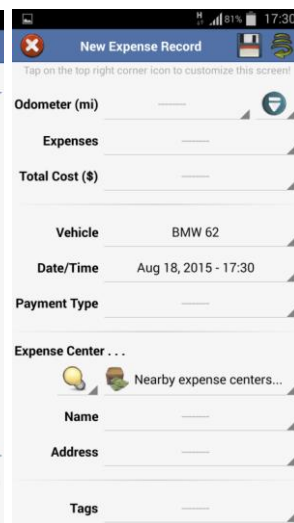 H 81% 17:30
New Expense Record
Tap on the top right corner icon to customize this screen!
Odometer (mi)
Expenses
Total Cost ($)
Vehicle BMW 62
Date/Time Aug 18, 2015 - 17:30
Payment Type
Expense Center . . .
Nearby expense centers...
Name
Address
Tags